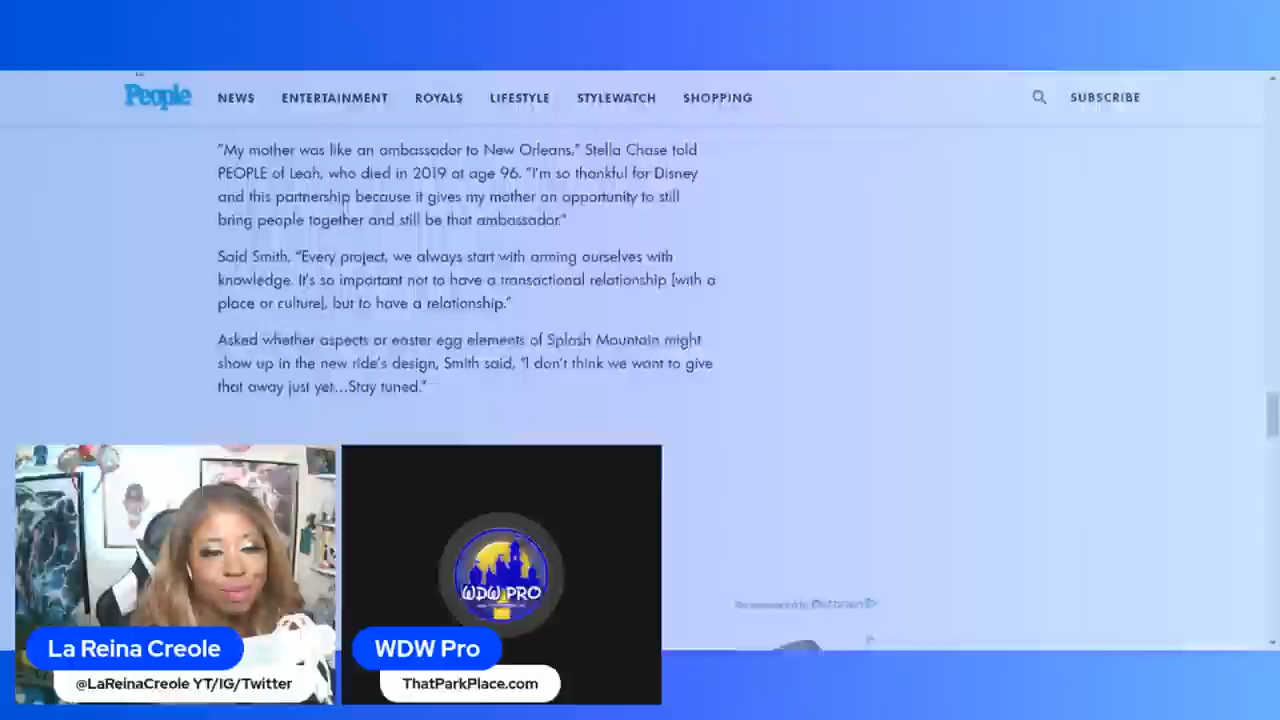 People NEWS ENTERTAINMENT ROYALS LIFESTYLE STYLEWATCH SHOPPING SUBSCRIBE
"My mother was like an ambassador to New Orleans," Stella Chase told
PEOPLE of Leah, who died in 2019 at age 96. "I'm so thankful for Disney
and this partnership because it gives my mother an opportunity to still
bring people together and still be that ambassador."
Said Smith, "Every project, we always start with arming ourselves with
knowledge. It's so important not to have a transactional relationship [with a
place or culture], but to have a relationship."
Asked whether aspects or easter egg elements of Splash Mountain might
show up in the new ride's design, Smith said, "I don't think we want to give
that away just yet...Stay tuned."
Recommended by Outbrain
WDW PRO
La Reina Creole
@LaReinaCreole YT/IG/Twitter
WDW Pro
ThatParkPlace.com